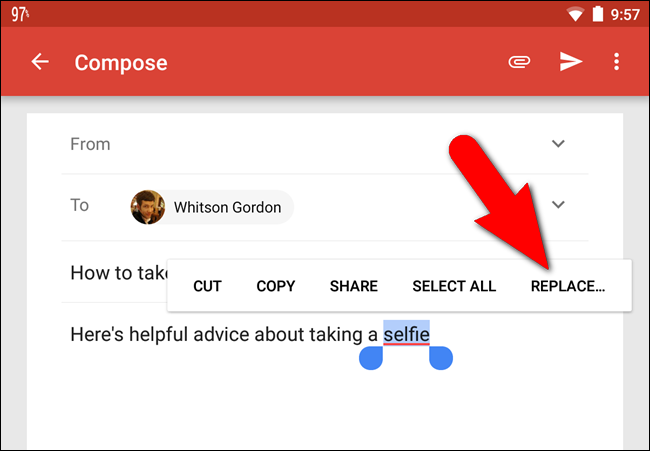 97%
9:57
Compose
From
To Whitson Gordon
How to take
CUT COPY SHARE SELECT ALL REPLACE...
Here's helpful advice about taking a selfie